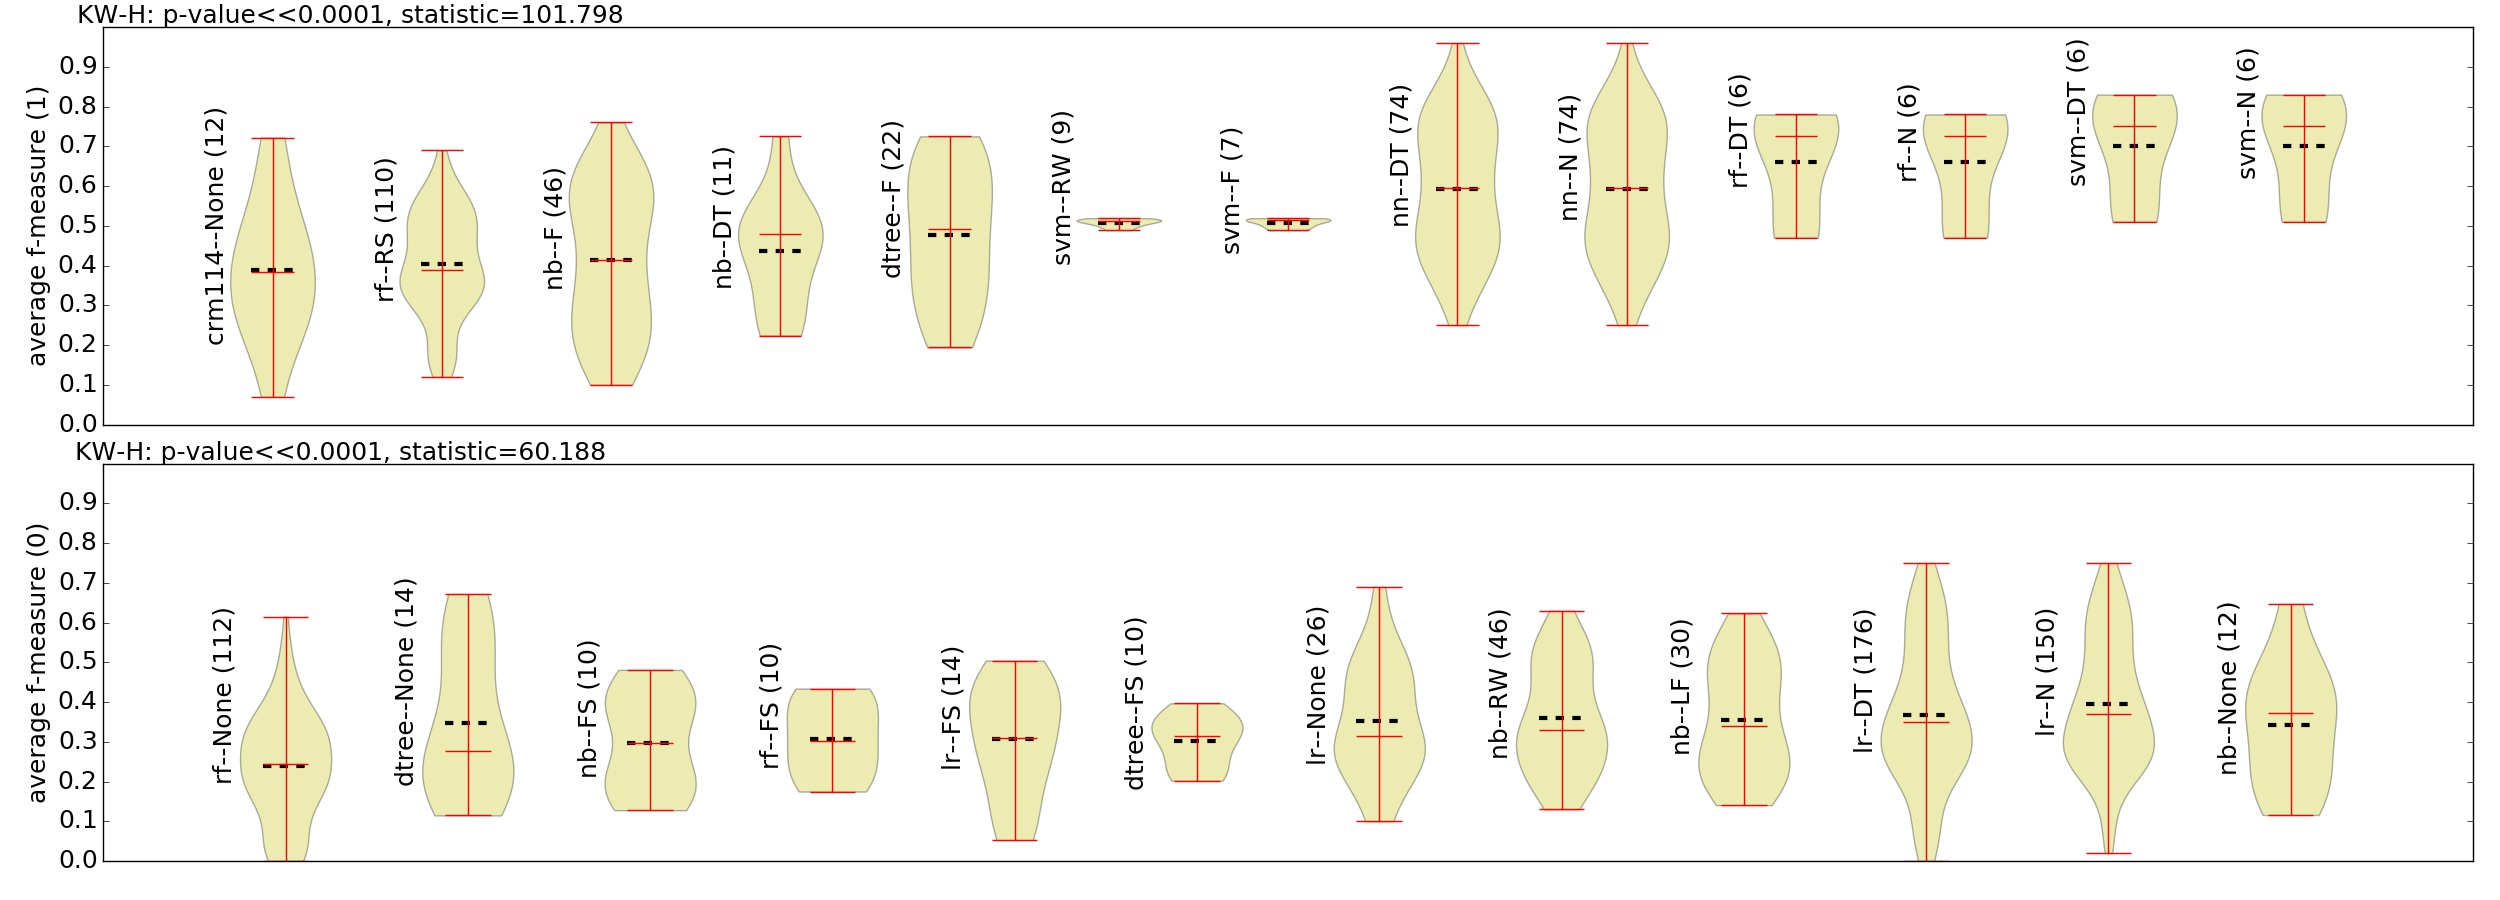 KW-H: p-value<<0.0001, statistic=101.798
average f-measure (1)
0.9
0.8
0.7
0.6
0.5
0.4
0.3
0.2
0.1
0.0
crm114--None (12)
rf--RS (110)
nb--F (46)
nb--DT (11)
dtree--F (22)
svm--RW (9)
svm--F (7)
nn--DT (74)
nn--N (74)
rf--DT (6)
rf--N (6)
svm--DT (6)
svm--N (6)
KW-H: p-value<<0.0001, statistic=60.188
average f-measure (0)
0.9
0.8
0.7
0.6
0.5
0.4
0.3
0.2
0.1
0.0
rf--None (112)
dtree--None (14)
nb--FS (10)
rf--FS (10)
lr--FS (14)
dtree--FS (10)
lr--None (26)
nb--RW (46)
nb--LF (30)
lr--DT (176)
lr--N (150)
nb--None (12)